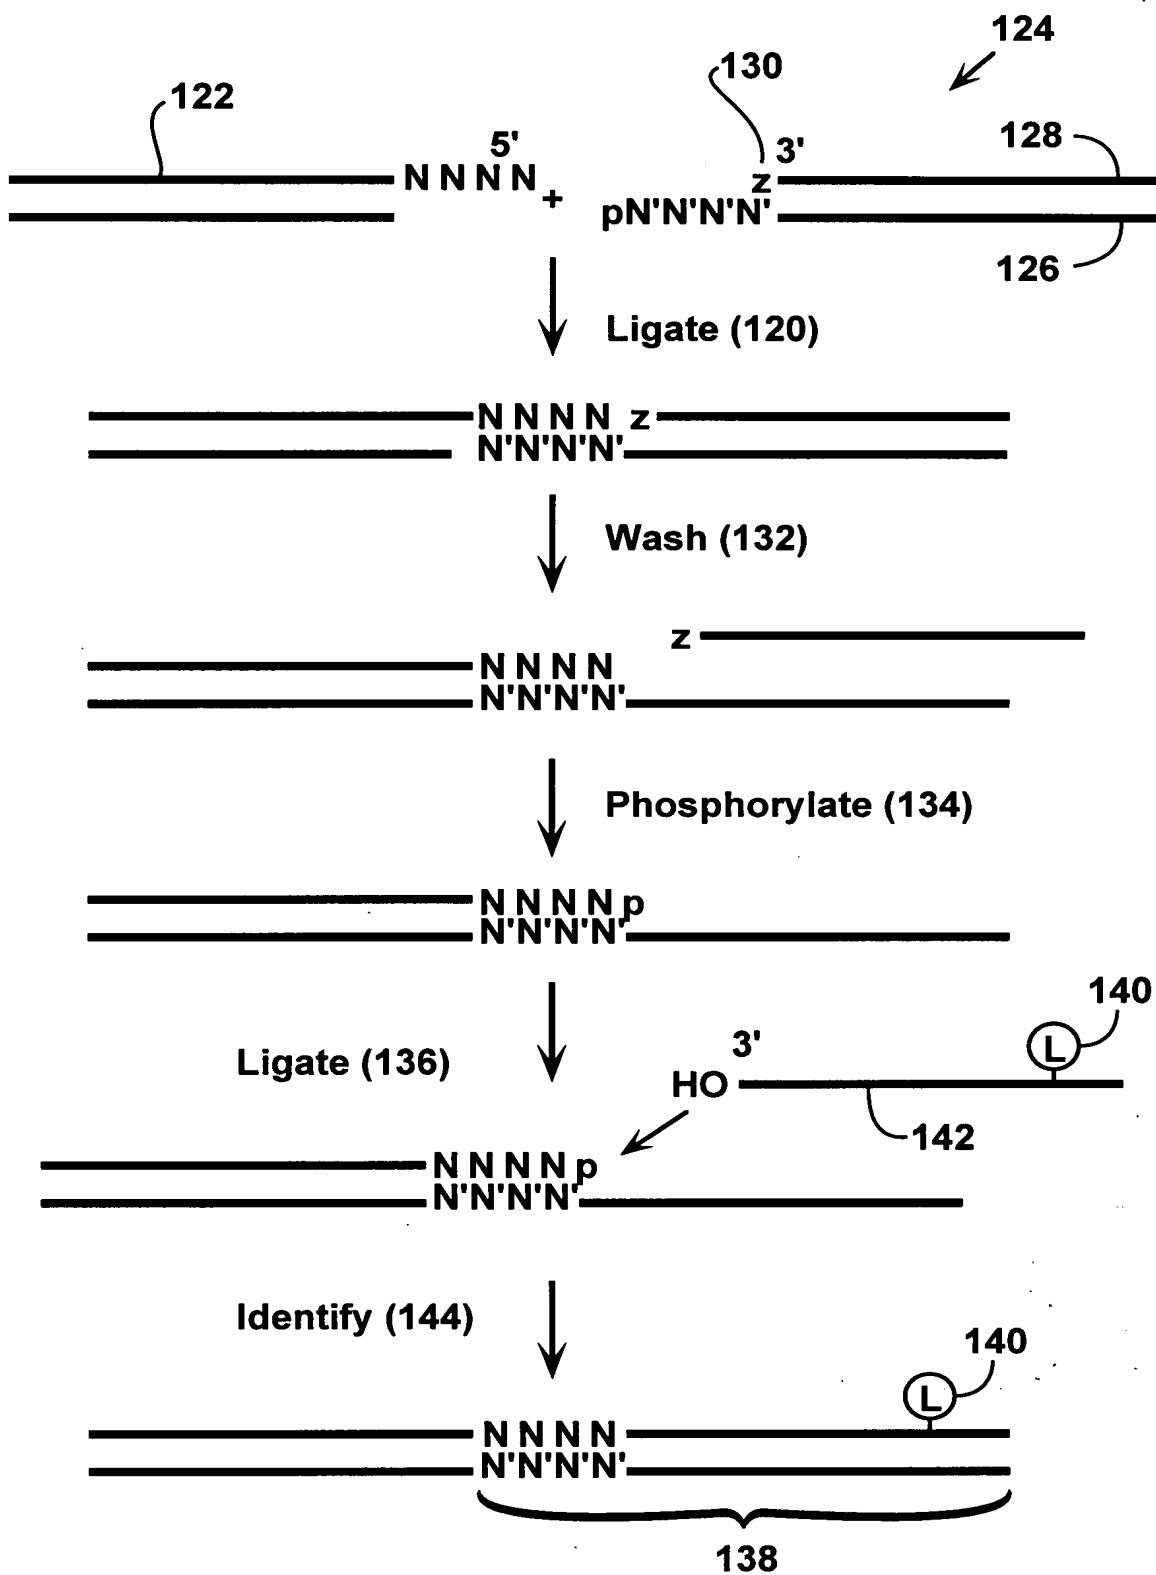 124
130
122
5'
3'
128
N N N N
+
z
pN'N'N'N'
126
Ligate (120)
N N N N z
N'N'N'N'
Wash (132)
z
N N N N
N'N'N'N'
Phosphorylate (134)
N N N N p
N'N'N'N'
140
3'
L
Ligate (136)
HO
142
N N N N p
N'N'N'N'
Identify (144)
140
L
N N N N
N'N'N'N'
138